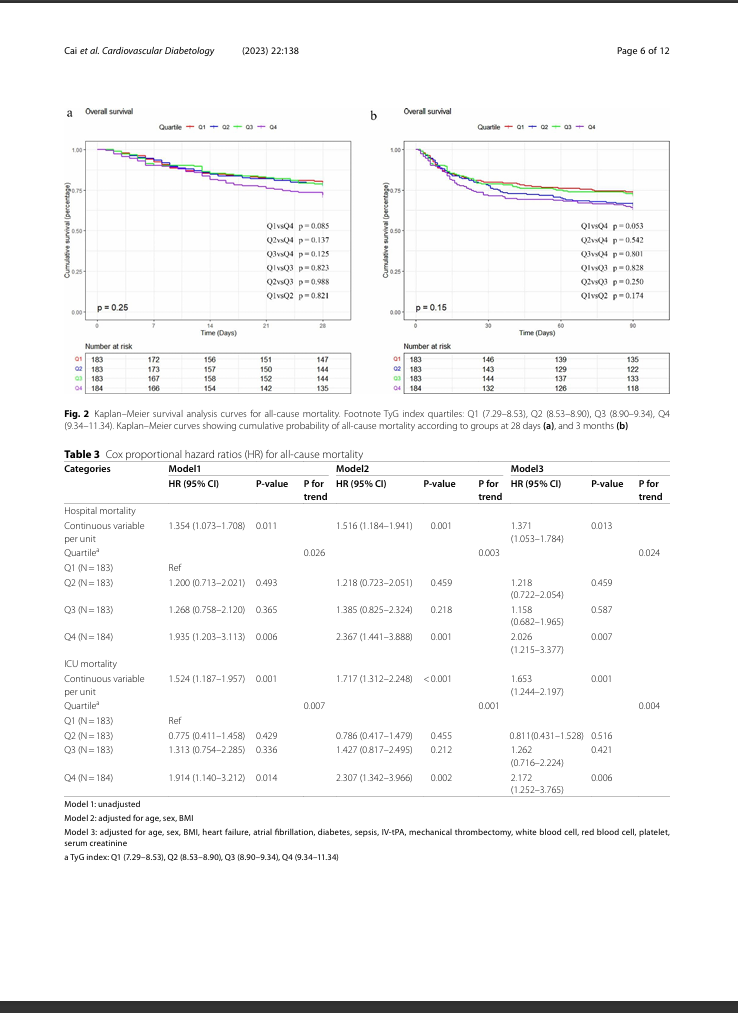 Cai et al. Cardiovascular Diabetology (2023) 22:138 Page 6 of 12
a Overall survival
Quartile Q1 Q2 Q3 Q4
Cumulative survival (percentage)
1.00
0.75
0.50
0.25
0.00
Q1vsQ4 p = 0.085
Q2vsQ4 p = 0.137
Q3vsQ4 p = 0.125
Q1vsQ3 p = 0.823
Q2vsQ3 p = 0.988
Q1vsQ2 p = 0.821
p = 0.25
0 7 14 21 28
Time (Days)
Number at risk
Q1 183 172 156 151 147
Q2 183 173 157 150 144
Q3 183 167 158 152 144
Q4 184 166 154 142 135
b Overall survival
Quartile Q1 Q2 Q3 Q4
Cumulative survival (percentage)
1.00
0.75
0.50
0.25
0.00
Q1vsQ4 p = 0.053
Q2vsQ4 p = 0.542
Q3vsQ4 p = 0.801
Q1vsQ3 p = 0.828
Q2vsQ3 p = 0.250
Q1vsQ2 p = 0.174
p = 0.15
0 30 60 90
Time (Days)
Number at risk
Q1 183 146 139 135
Q2 183 143 129 122
Q3 183 144 137 133
Q4 184 132 126 118
Fig. 2 Kaplan–Meier survival analysis curves for all-cause mortality. Footnote TyG index quartiles: Q1 (7.29–8.53), Q2 (8.53–8.90), Q3 (8.90–9.34), Q4
(9.34–11.34). Kaplan–Meier curves showing cumulative probability of all-cause mortality according to groups at 28 days (a), and 3 months (b)
Table 3 Cox proportional hazard ratios (HR) for all-cause mortality
Categories Model1 Model2 Model3
HR (95% CI) P-value P for HR (95% CI) P-value P for HR (95% CI) P-value P for
trend trend trend
Hospital mortality
Continuous variable 1.354 (1.073–1.708) 0.011 1.516 (1.184–1.941) 0.001 1.371 0.013
per unit (1.053–1.784)
Quartileᵃ 0.026 0.003 0.024
Q1 (N = 183) Ref
Q2 (N = 183) 1.200 (0.713–2.021) 0.493 1.218 (0.723–2.051) 0.459 1.218 0.459
(0.722–2.054)
Q3 (N = 183) 1.268 (0.758–2.120) 0.365 1.385 (0.825–2.324) 0.218 1.158 0.587
(0.682–1.965)
Q4 (N = 184) 1.935 (1.203–3.113) 0.006 2.367 (1.441–3.888) 0.001 2.026 0.007
(1.215–3.377)
ICU mortality
Continuous variable 1.524 (1.187–1.957) 0.001 1.717 (1.312–2.248) <0.001 1.653 0.001
per unit (1.244–2.197)
Quartileᵃ 0.007 0.001 0.004
Q1 (N = 183) Ref
Q2 (N = 183) 0.775 (0.411–1.458) 0.429 0.786 (0.417–1.479) 0.455 0.811(0.431–1.528) 0.516
Q3 (N = 183) 1.313 (0.754–2.285) 0.336 1.427 (0.817–2.495) 0.212 1.262 0.421
(0.716–2.224)
Q4 (N = 184) 1.914 (1.140–3.212) 0.014 2.307 (1.342–3.966) 0.002 2.172 0.006
(1.252–3.765)
Model 1: unadjusted
Model 2: adjusted for age, sex, BMI
Model 3: adjusted for age, sex, BMI, heart failure, atrial fibrillation, diabetes, sepsis, IV-tPA, mechanical thrombectomy, white blood cell, red blood cell, platelet,
serum creatinine
a TyG index: Q1 (7.29–8.53), Q2 (8.53–8.90), Q3 (8.90–9.34), Q4 (9.34–11.34)